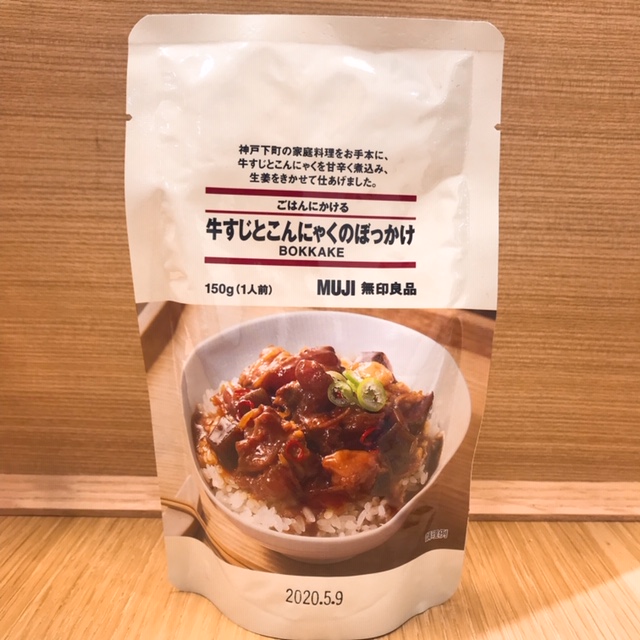 神戸下町の家庭料理をお手本に、
牛すじとこんにゃくを甘辛く煮込み、
生姜をきかせて仕あげました。
ごはんにかける
牛すじとこんにゃくのぼっかけ
BOKKAKE
150g(1人前)
MUJI 無印良品
2020.5.9